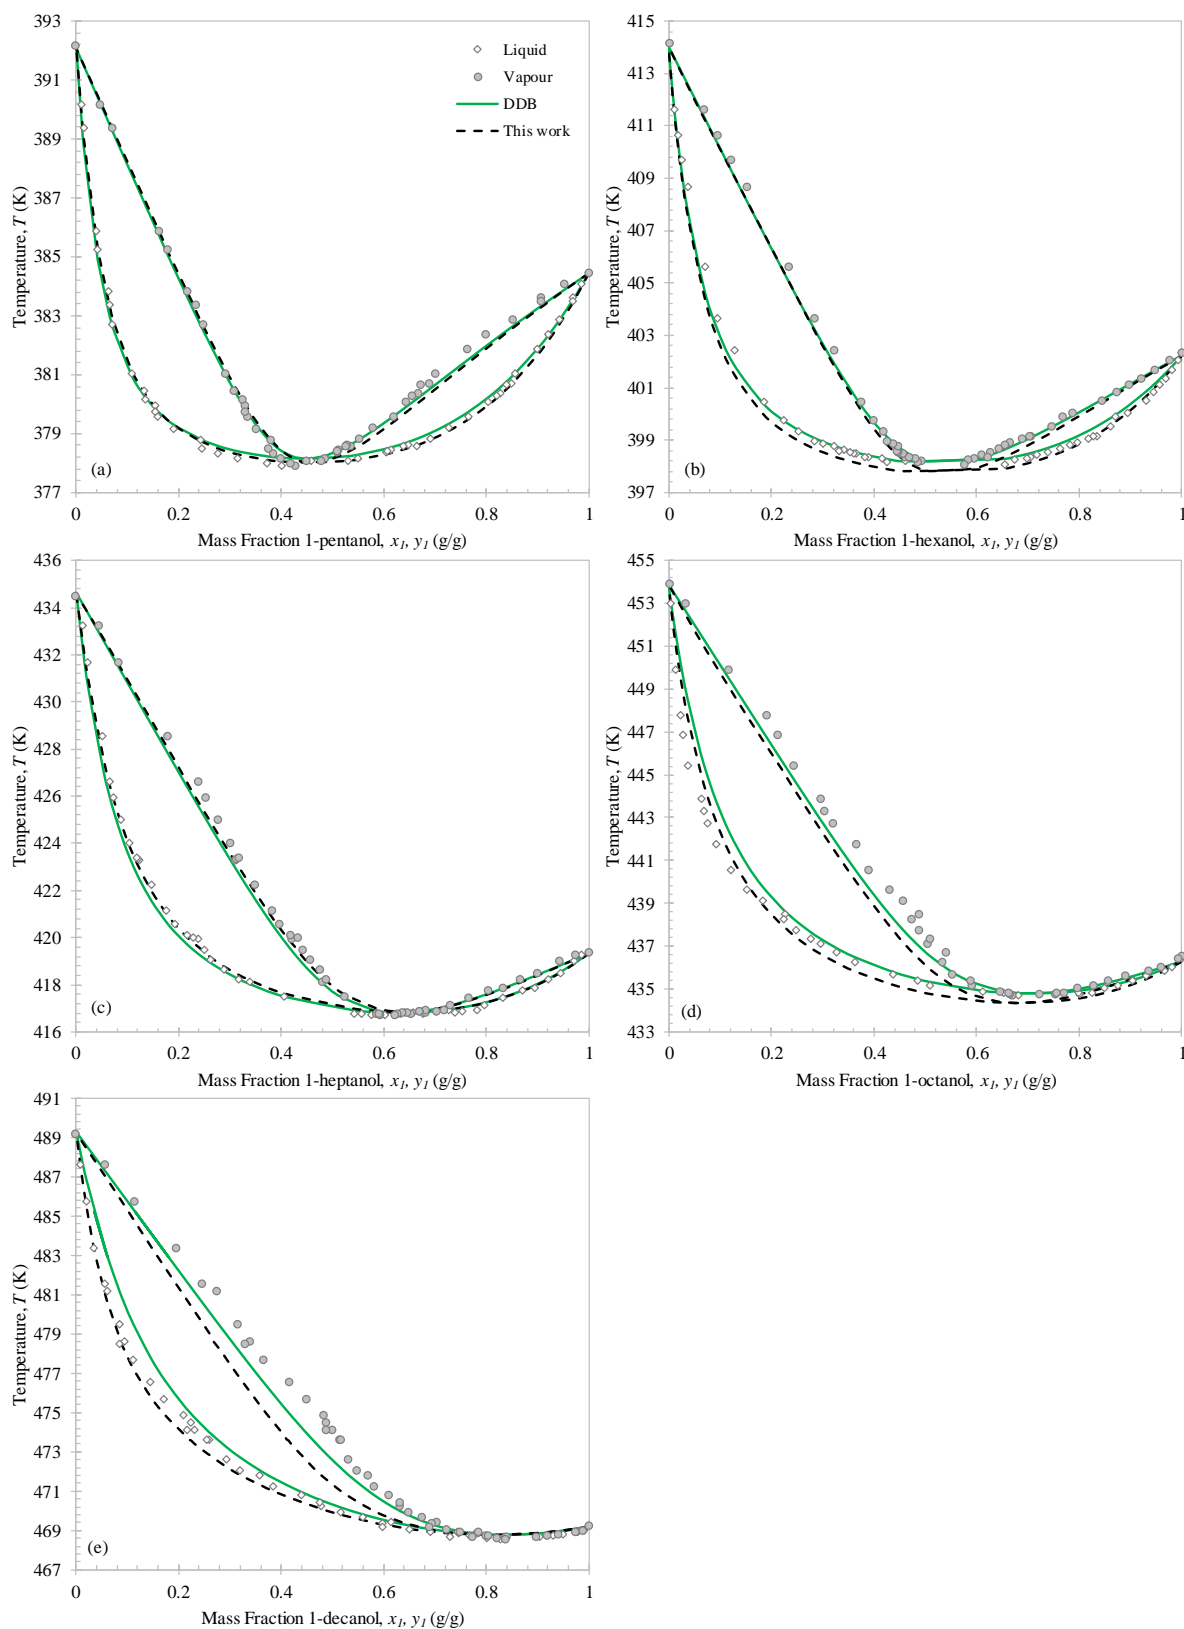 393
391
389
387
385
383
381
379
377
Temperature, T (K)
Liquid
Vapour
DDB
This work
(a)
0 0.2 0.4 0.6 0.8 1
Mass Fraction 1-pentanol, x1, y1 (g/g)
415
413
411
409
407
405
403
401
399
397
Temperature, T (K)
(b)
0 0.2 0.4 0.6 0.8 1
Mass Fraction 1-hexanol, x1, y1 (g/g)
436
434
432
430
428
426
424
422
420
418
416
Temperature, T (K)
(c)
0 0.2 0.4 0.6 0.8 1
Mass Fraction 1-heptanol, x1, y1 (g/g)
455
453
451
449
447
445
443
441
439
437
435
433
Temperature, T (K)
(d)
0 0.2 0.4 0.6 0.8 1
Mass Fraction 1-octanol, x1, y1 (g/g)
491
489
487
485
483
481
479
477
475
473
471
469
467
Temperature, T (K)
(e)
0 0.2 0.4 0.6 0.8 1
Mass Fraction 1-decanol, x1, y1 (g/g)